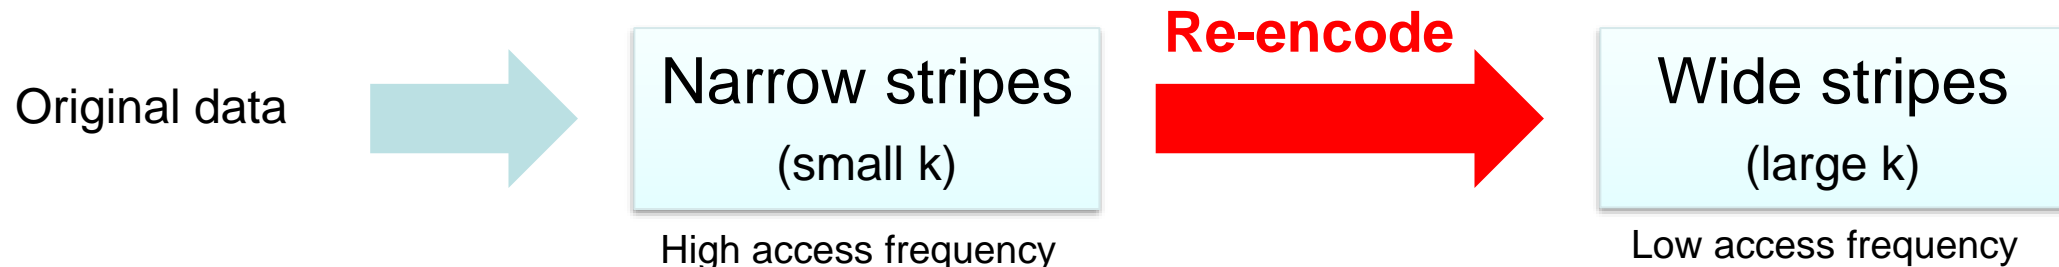 Original data
Narrow stripes
(small k)
High access frequency
Re-encode
Wide stripes
(large k)
Low access frequency